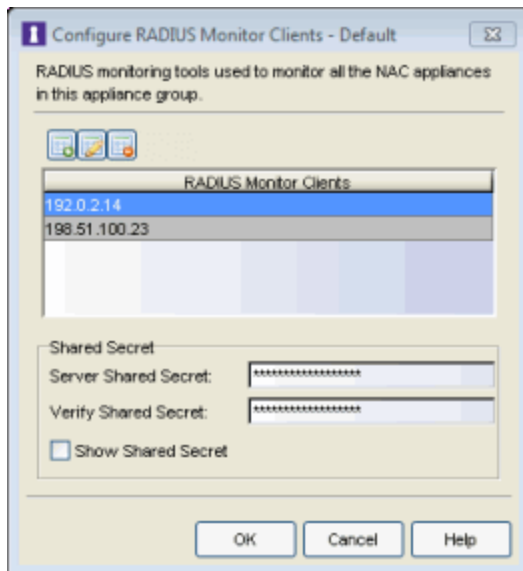 Configure RADIUS Monitor Clients - Default
RADIUS monitoring tools used to monitor all the NAC appliances
in this appliance group.
RADIUS Monitor Clients
192.0.2.14
198.51.100.23
Shared Secret
Server Shared Secret: ******************
Verify Shared Secret: ******************
Show Shared Secret
OK Cancel Help